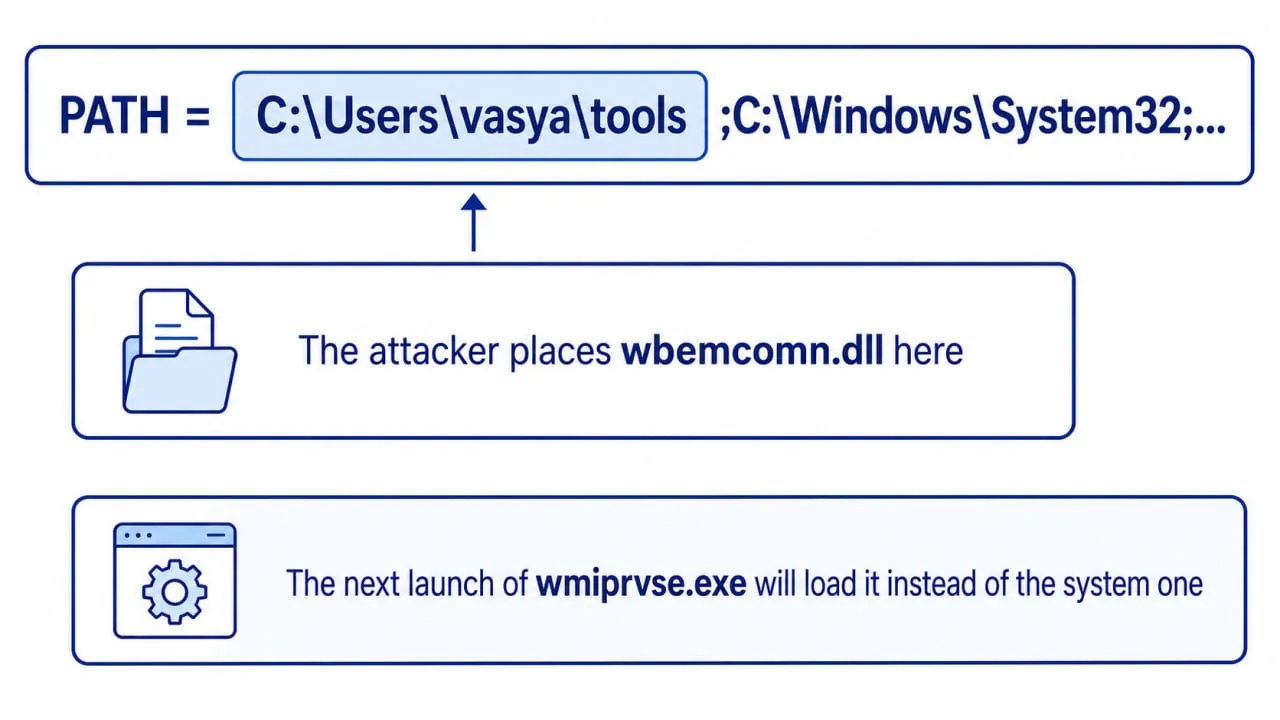 PATH = C:\Users\vasya\tools ;C:\Windows\System32;...
The attacker places wbemcomn.dll here
The next launch of wmiprvse.exe will load it instead of the system one